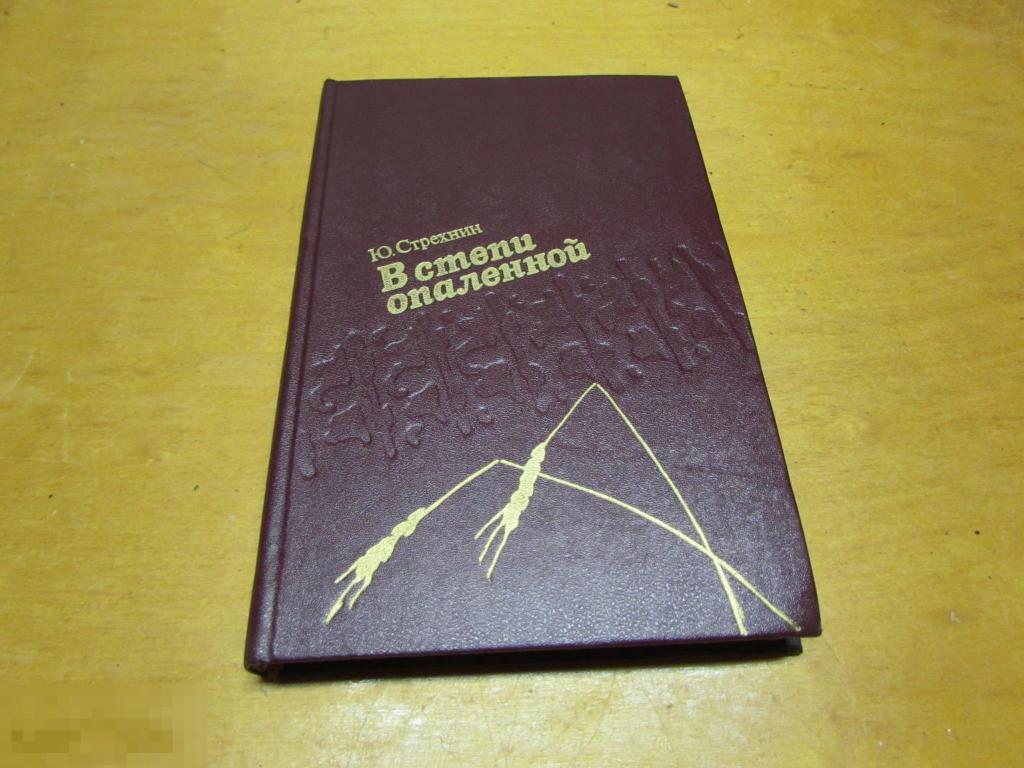 Ю. Стрехнин
В степи
опаленной